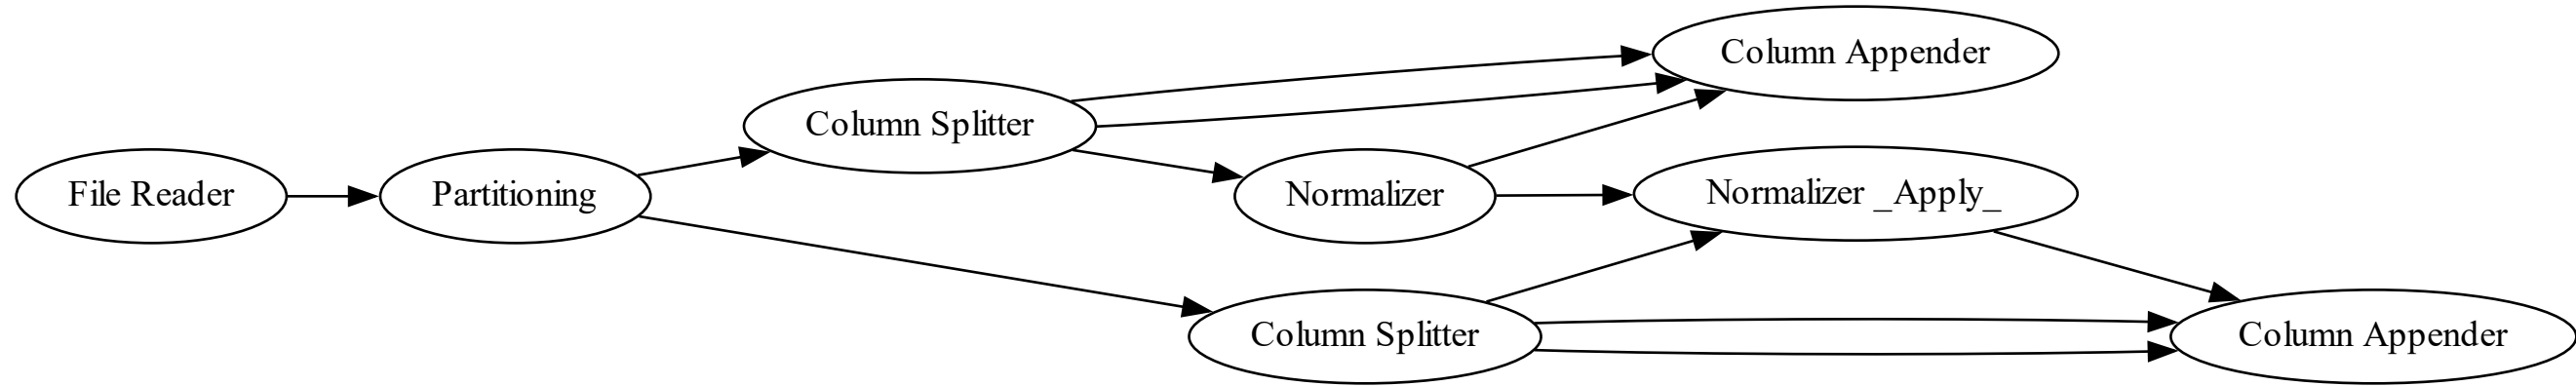 File Reader
Partitioning
Column Splitter
Column Appender
Normalizer
Normalizer _Apply_
Column Splitter
Column Appender